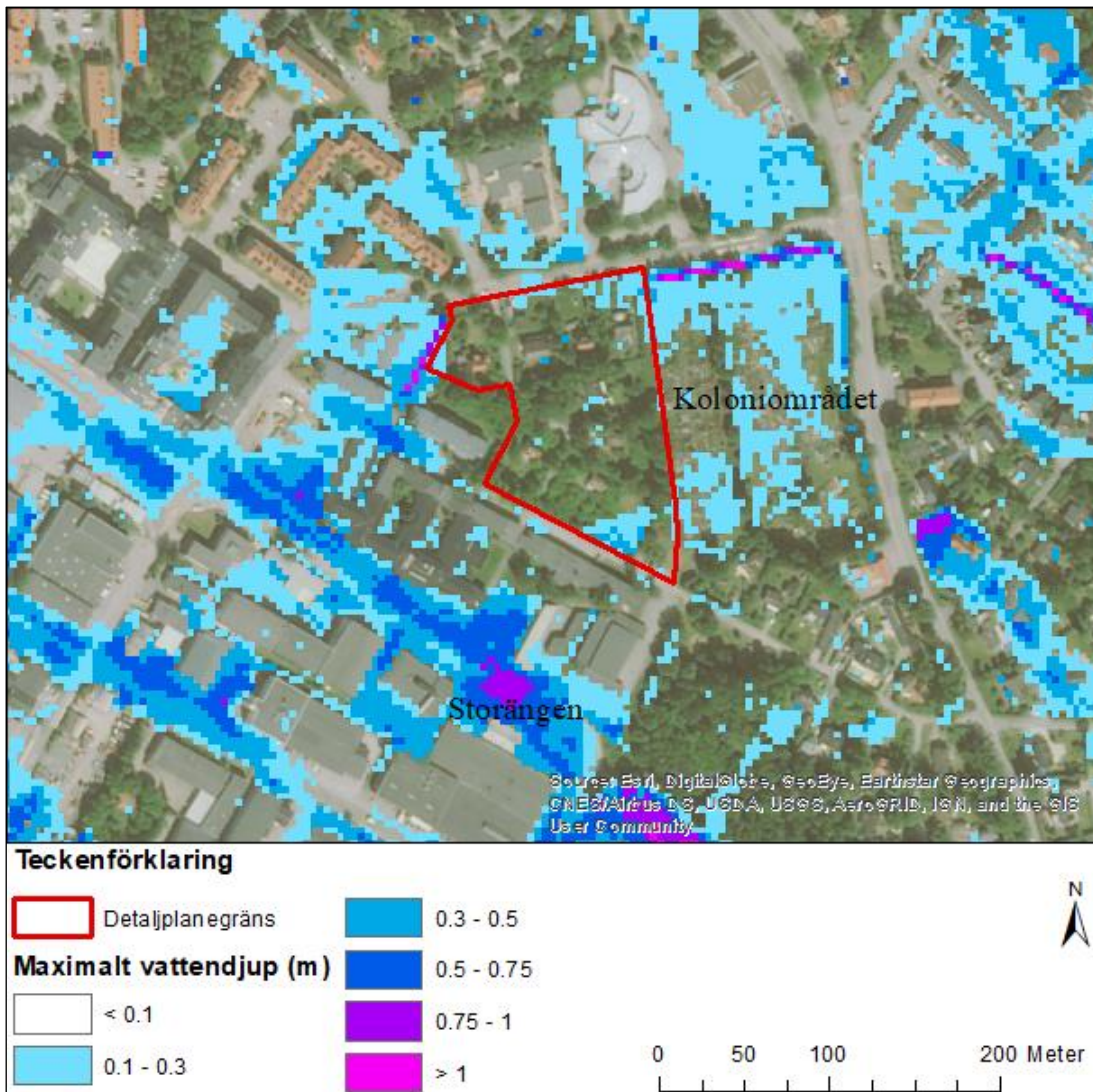 Koloniområdet
Storängen
Source: Esri, DigitalGlobe, GeoEye, Earthstar Geographics,
CNES/Airbus DS, USDA, USGS, AeroGRID, IGN, and the GIS
User Community
Teckenförklaring
Detaljplanegräns
Maximalt vattendjup (m)
< 0.1
0.1 - 0.3
0.3 - 0.5
0.5 - 0.75
0.75 - 1
> 1
N
0 50 100 200 Meter